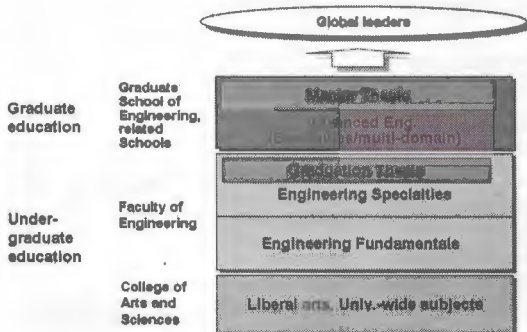 Global leaders
Graduate
School of
Engineering,
related
Schools
Graduate
education
Master Thesis
Eng.
Graduation Thesis
Engineering Specialties
Faculty of
Engineering
Under-
graduate
education
Engineering Fundamentals
College of
Arts and
Sciences
Liberal arts, Univ.-wide subjects